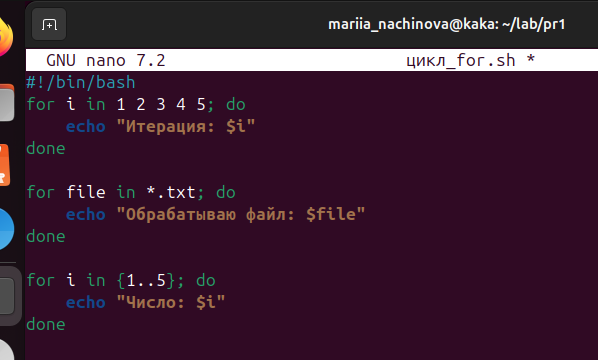 mariia_nachinova@kaka: ~/lab/pr1
GNU nano 7.2 цикл_for.sh *
#!/bin/bash
for i in 1 2 3 4 5; do
    echo "Итерация: $i"
done

for file in *.txt; do
    echo "Обрабатываю файл: $file"
done

for i in {1..5}; do
    echo "Число: $i"
done